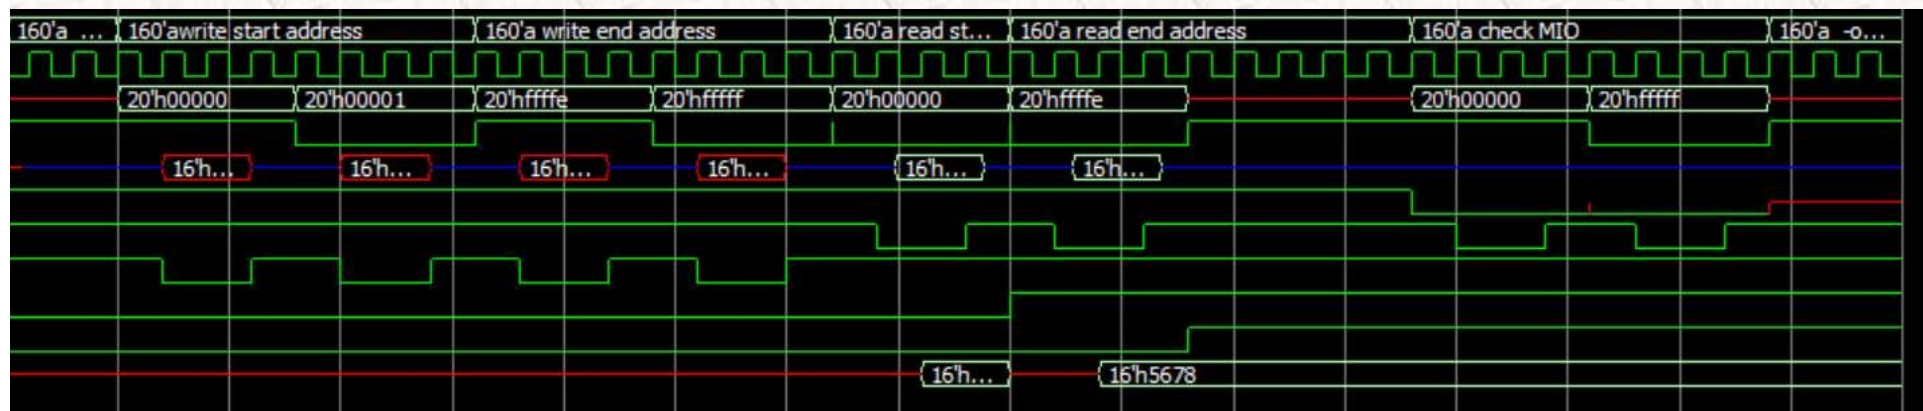 160'a ... 160'awrite start address 160'a write end address 160'a read st... 160'a read end address 160'a check MIO 160'a -o...
20'h00000 20'h00001 20'hffffe 20'hfffff 20'h00000 20'hffffe 20'h00000 20'hfffff
16'h... 16'h... 16'h... 16'h... 16'h... 16'h...
16'h... 16'h5678